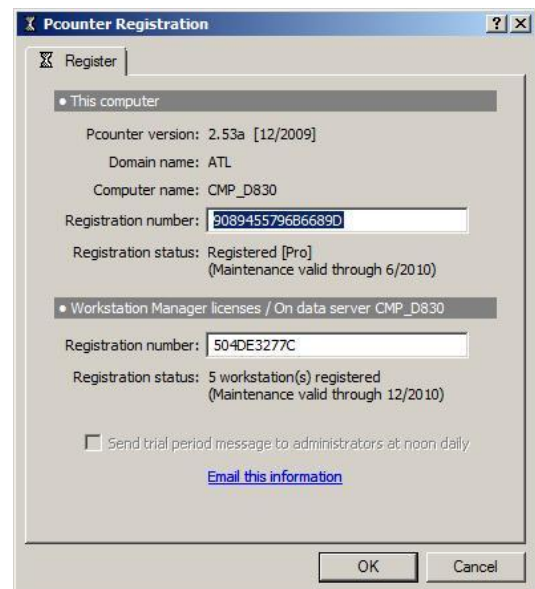 Pcounter Registration
Register
• This computer
Pcounter version: 2.53a [12/2009]
Domain name: ATL
Computer name: CMP_D830
Registration number: 9089455796B6689D
Registration status: Registered [Pro]
(Maintenance valid through 6/2010)
• Workstation Manager licenses / On data server CMP_D830
Registration number: 504DE3277C
Registration status: 5 workstation(s) registered
(Maintenance valid through 12/2010)
Send trial period message to administrators at noon daily
Email this information
OK Cancel